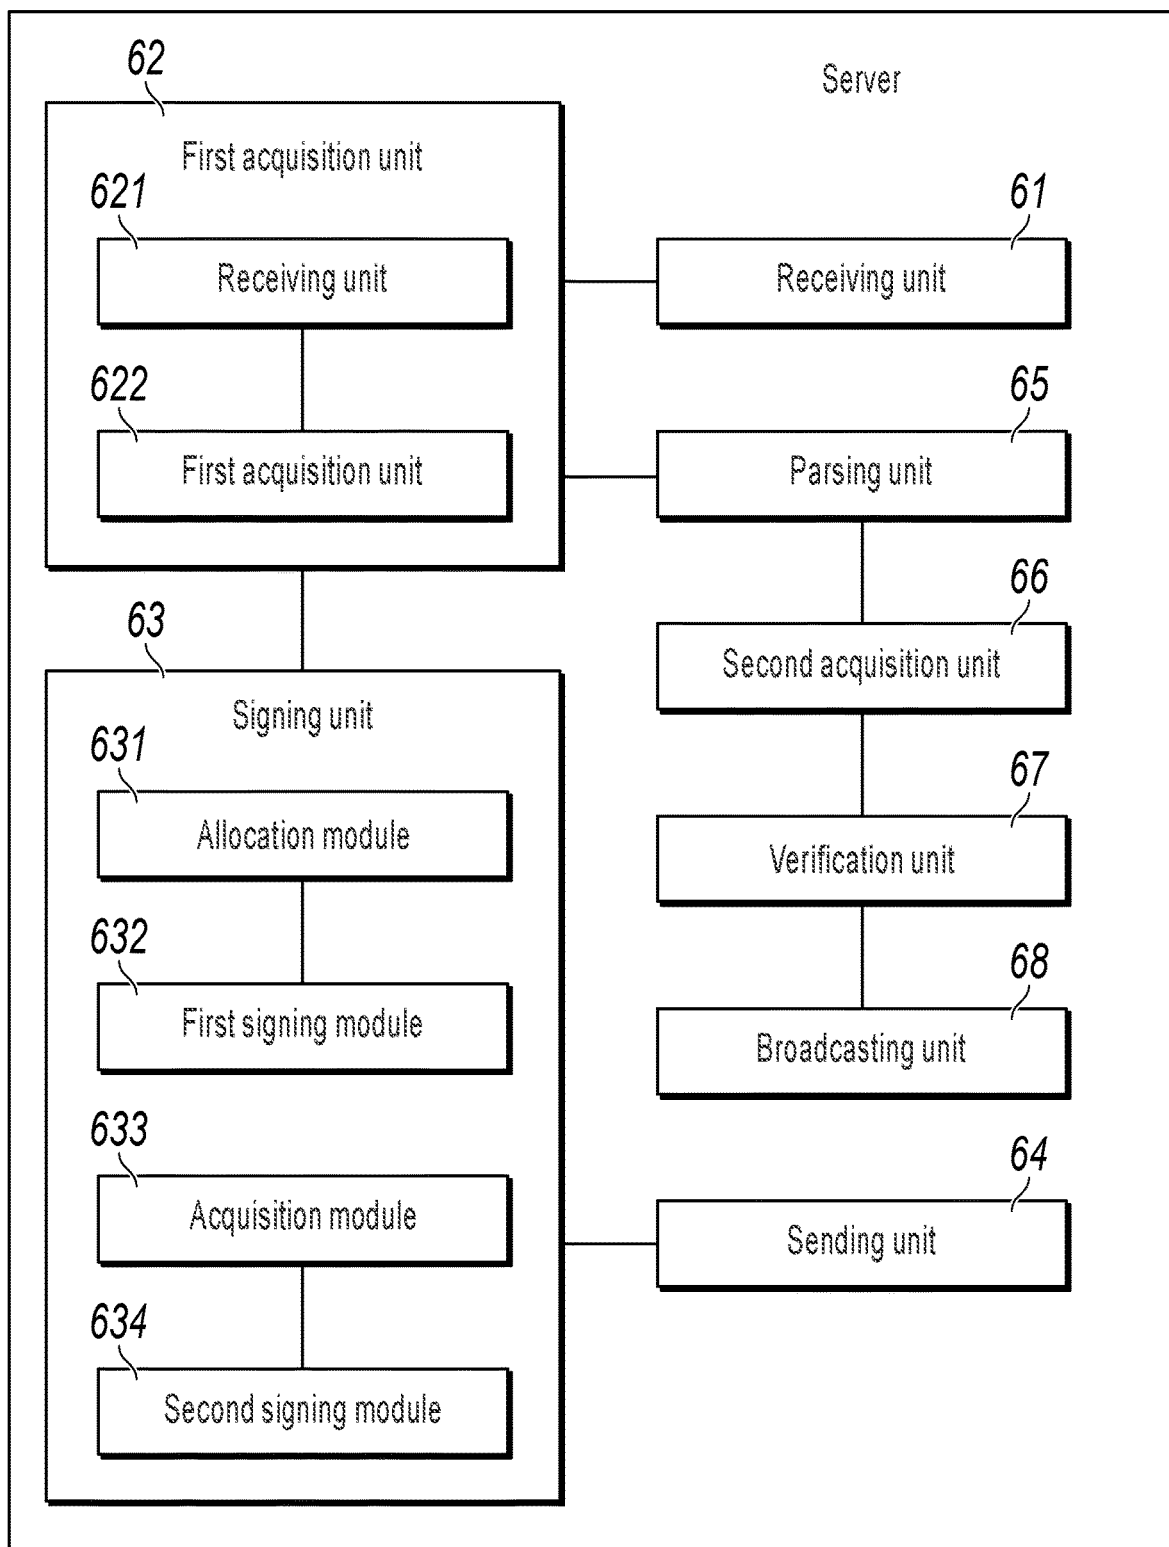 Server
62
First acquisition unit
621
Receiving unit
622
First acquisition unit
63
Signing unit
631
Allocation module
632
First signing module
633
Acquisition module
634
Second signing module
61
Receiving unit
65
Parsing unit
66
Second acquisition unit
67
Verification unit
68
Broadcasting unit
64
Sending unit